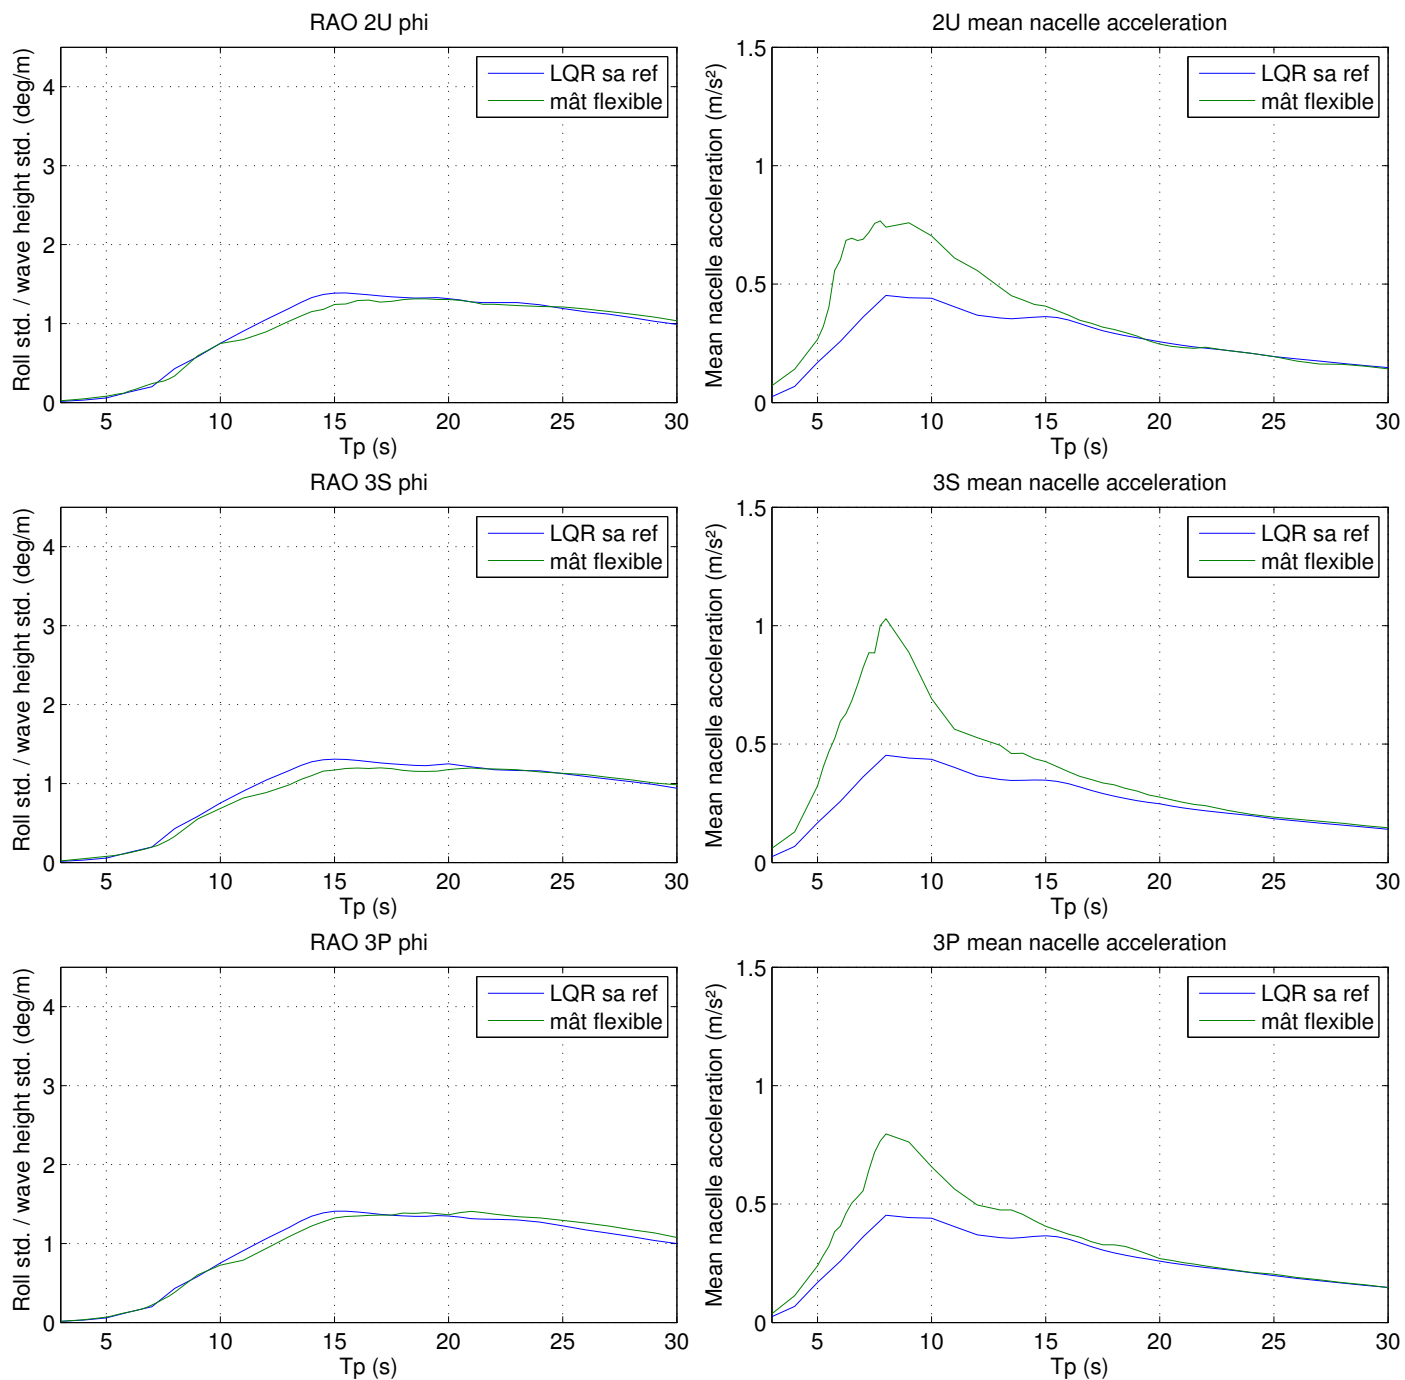 RAO 2U phi
Roll std. / wave height std. (deg/m)
4
3
2
1
0
LQR sa ref
mât flexible
5 10 15 20 25 30
Tp (s)
2U mean nacelle acceleration
Mean nacelle acceleration (m/s²)
1.5
1
0.5
0
LQR sa ref
mât flexible
5 10 15 20 25 30
Tp (s)
RAO 3S phi
Roll std. / wave height std. (deg/m)
4
3
2
1
0
LQR sa ref
mât flexible
5 10 15 20 25 30
Tp (s)
3S mean nacelle acceleration
Mean nacelle acceleration (m/s²)
1.5
1
0.5
0
LQR sa ref
mât flexible
5 10 15 20 25 30
Tp (s)
RAO 3P phi
Roll std. / wave height std. (deg/m)
4
3
2
1
0
LQR sa ref
mât flexible
5 10 15 20 25 30
Tp (s)
3P mean nacelle acceleration
Mean nacelle acceleration (m/s²)
1.5
1
0.5
0
LQR sa ref
mât flexible
5 10 15 20 25 30
Tp (s)